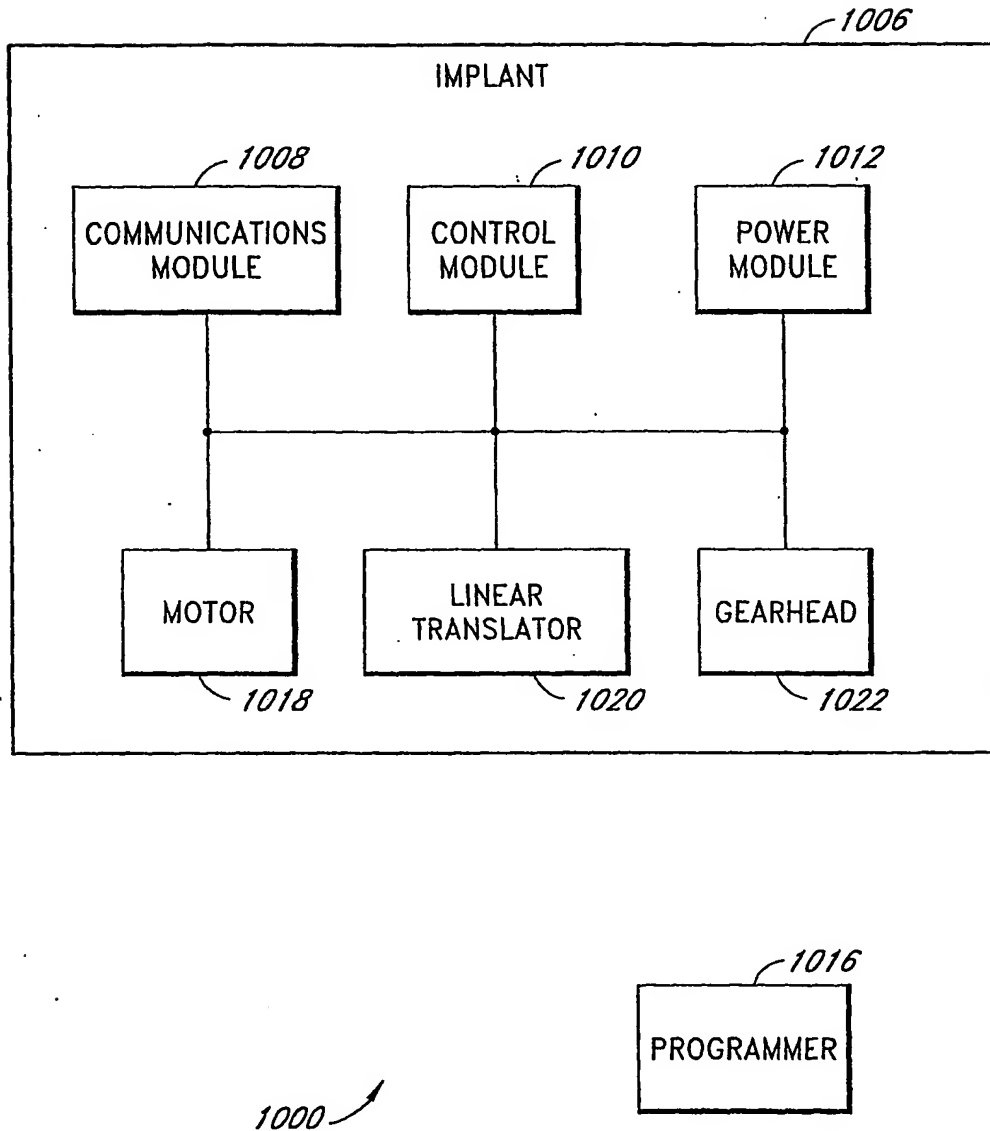 1006
IMPLANT
1008
1010
1012
COMMUNICATIONS
MODULE
CONTROL
MODULE
POWER
MODULE
MOTOR
LINEAR
TRANSLATOR
GEARHEAD
1018
1020
1022
1016
PROGRAMMER
1000